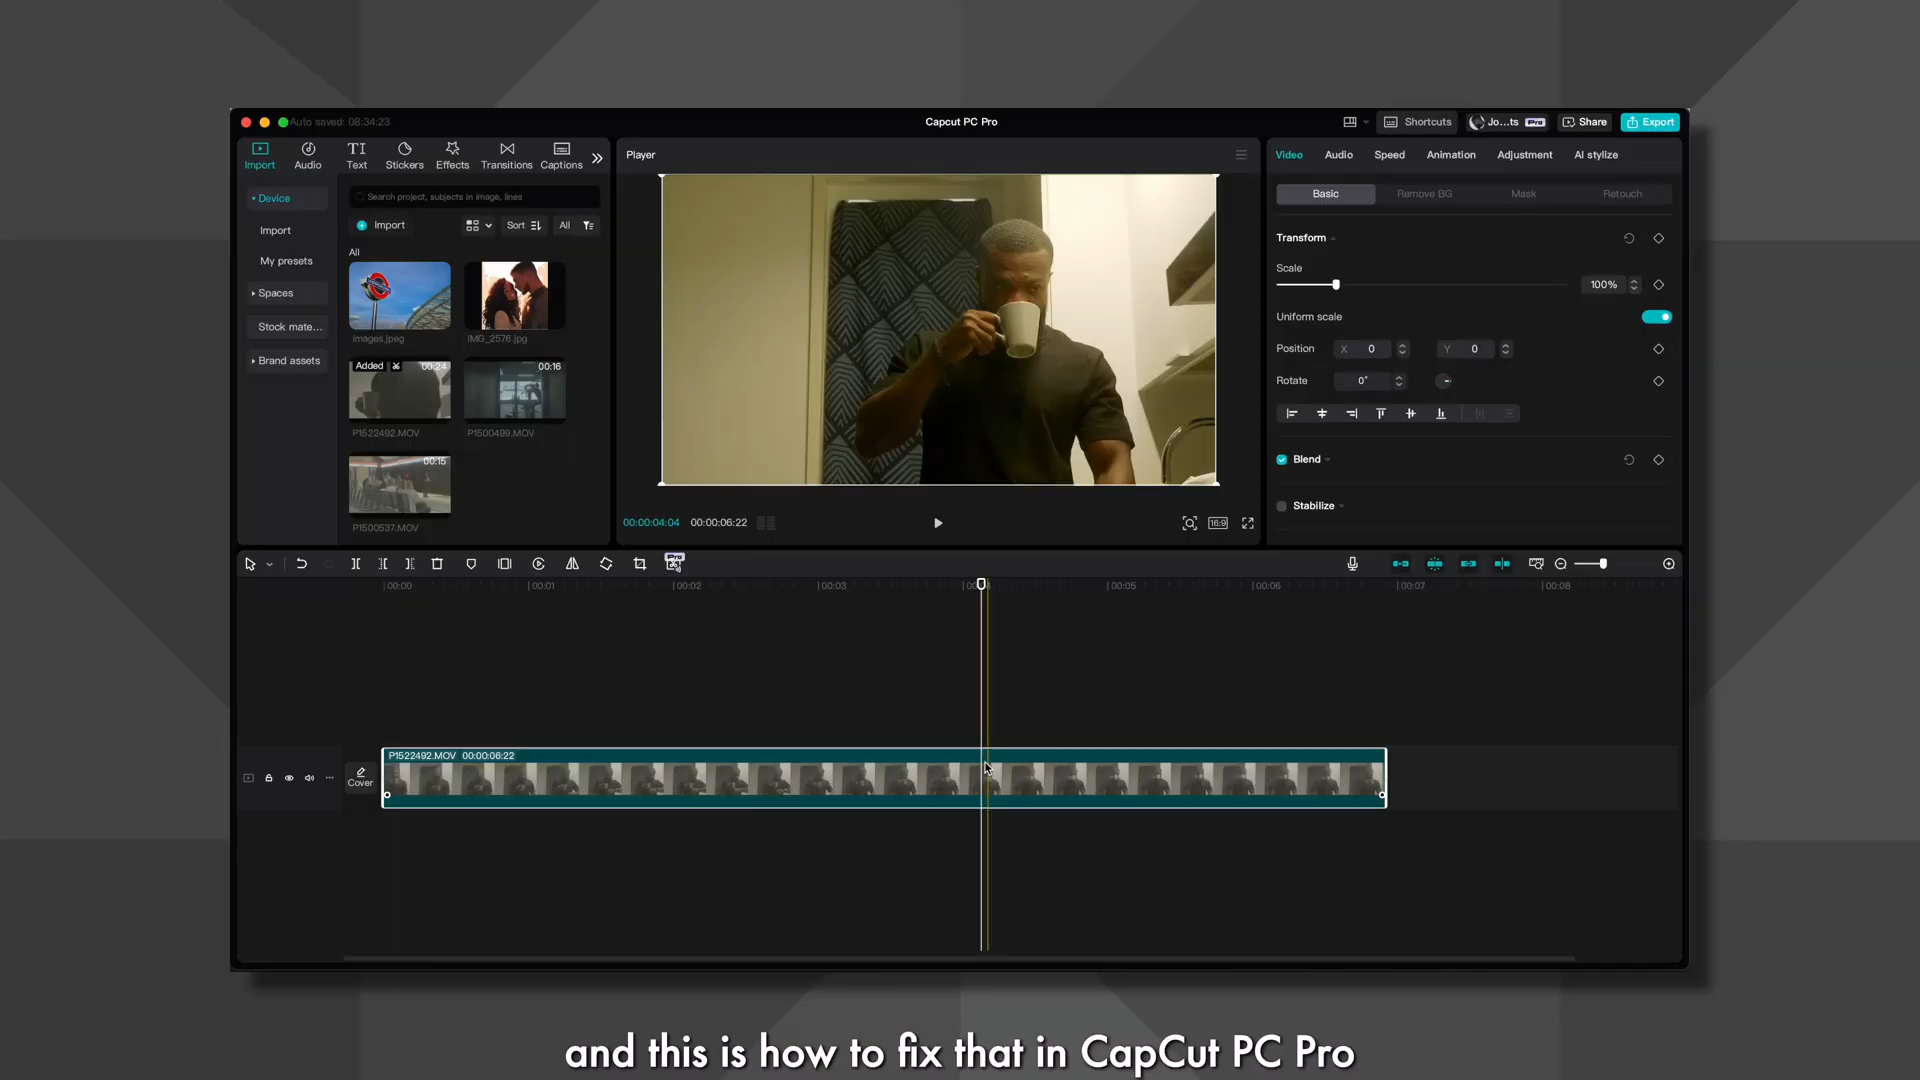 Auto saved: 08:34:23
Capcut PC Pro
Shortcuts
Jo...ts
Pro
Share
Export
Import
Audio
Text
Stickers
Effects
Transitions
Captions
Player
Video
Audio
Speed
Animation
Adjustment
AI stylize
Device
Import
My presets
Spaces
Stock mate...
Brand assets
Search project, subjects in image, lines
Import
Sort
All
All
images.jpeg
IMG_2576.jpg
Added
00:24
00:16
P1522492.MOV
P1500499.MOV
00:15
P1500537.MOV
Basic
Remove BG
Mask
Retouch
Transform
Scale
100%
Uniform scale
Position
X 0
Y 0
Rotate
0°
Blend
Stabilize
00:00:04:04
00:00:06:22
16:9
Pro
00:00
00:01
00:02
00:03
00:05
00:06
00:07
00:08
P1522492.MOV 00:00:06:22
Cover
and this is how to fix that in CapCut PC Pro